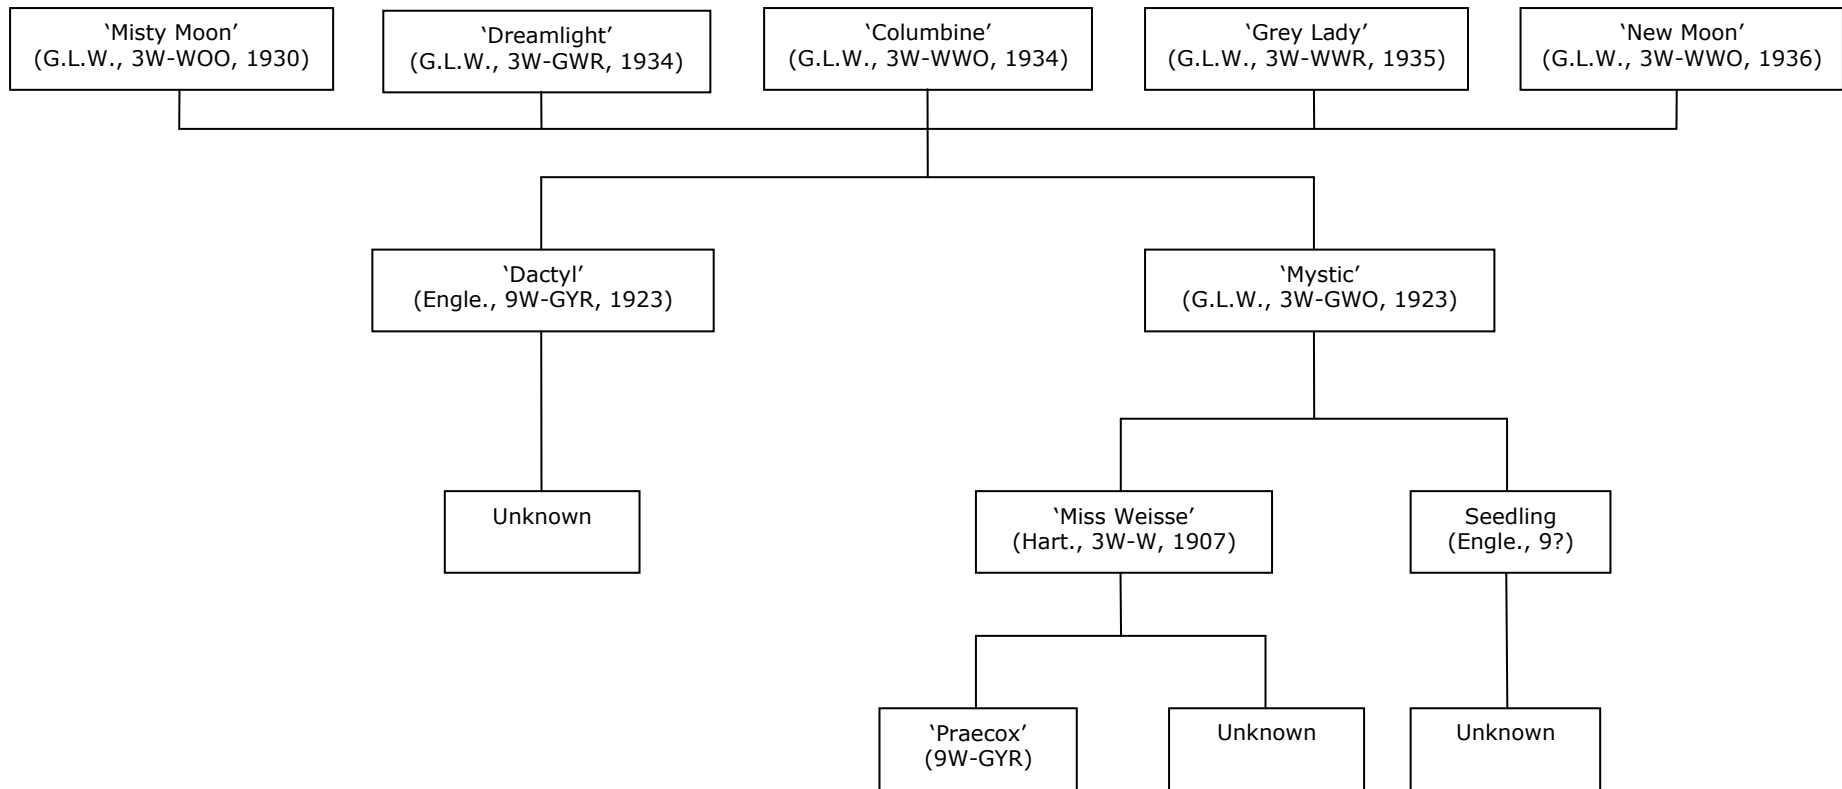 ‘Misty Moon’
(G.L.W., 3W-WOO, 1930)
‘Dreamlight’
(G.L.W., 3W-GWR, 1934)
‘Columbine’
(G.L.W., 3W-WWO, 1934)
‘Grey Lady’
(G.L.W., 3W-WWR, 1935)
‘New Moon’
(G.L.W., 3W-WWO, 1936)
‘Dactyl’
(Engle., 9W-GYR, 1923)
‘Mystic’
(G.L.W., 3W-GWO, 1923)
Unknown
‘Miss Weisse’
(Hart., 3W-W, 1907)
Seedling
(Engle., 9?)
‘Praecox’
(9W-GYR)
Unknown
Unknown